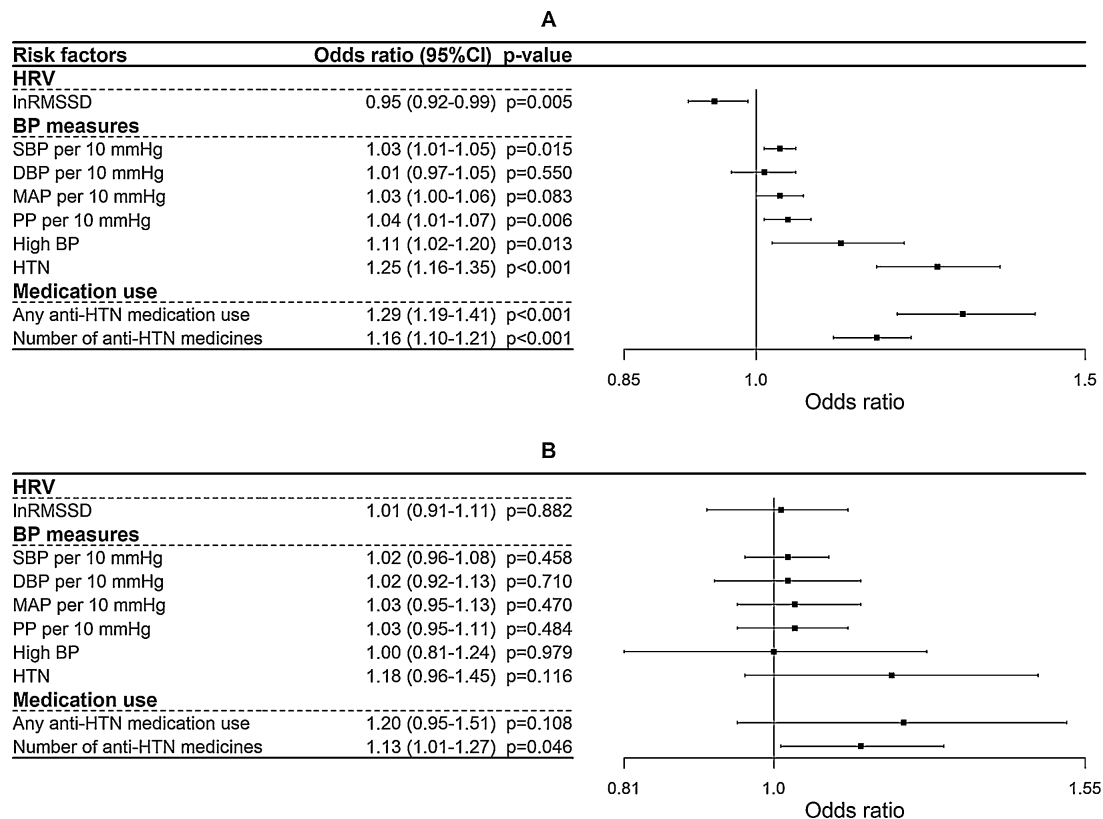 A
Risk factors Odds ratio (95%CI) p-value
HRV
lnRMSSD 0.95 (0.92-0.99) p=0.005
BP measures
SBP per 10 mmHg 1.03 (1.01-1.05) p=0.015
DBP per 10 mmHg 1.01 (0.97-1.05) p=0.550
MAP per 10 mmHg 1.03 (1.00-1.06) p=0.083
PP per 10 mmHg 1.04 (1.01-1.07) p=0.006
High BP 1.11 (1.02-1.20) p=0.013
HTN 1.25 (1.16-1.35) p<0.001
Medication use
Any anti-HTN medication use 1.29 (1.19-1.41) p<0.001
Number of anti-HTN medicines 1.16 (1.10-1.21) p<0.001
0.85 1.0 1.5
Odds ratio
B
HRV
lnRMSSD 1.01 (0.91-1.11) p=0.882
BP measures
SBP per 10 mmHg 1.02 (0.96-1.08) p=0.458
DBP per 10 mmHg 1.02 (0.92-1.13) p=0.710
MAP per 10 mmHg 1.03 (0.95-1.13) p=0.470
PP per 10 mmHg 1.03 (0.95-1.11) p=0.484
High BP 1.00 (0.81-1.24) p=0.979
HTN 1.18 (0.96-1.45) p=0.116
Medication use
Any anti-HTN medication use 1.20 (0.95-1.51) p=0.108
Number of anti-HTN medicines 1.13 (1.01-1.27) p=0.046
0.81 1.0 1.55
Odds ratio